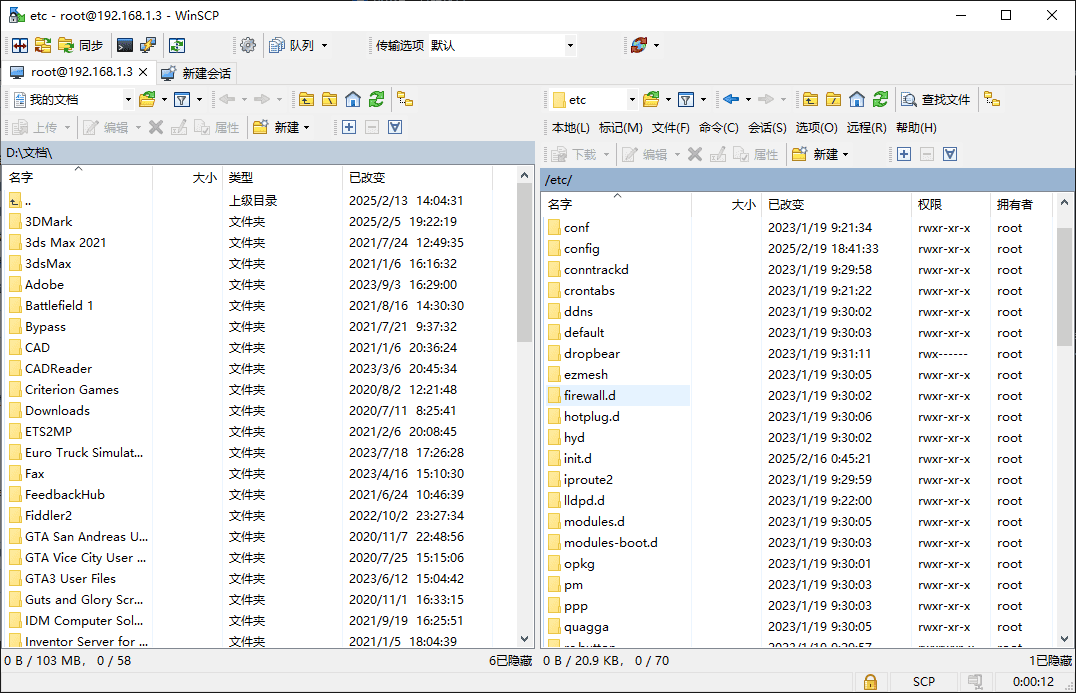 etc - root@192.168.1.3 - WinSCP
同步 队列 传输选项 默认
root@192.168.1.3 新建会话
我的文档
上传 编辑 属性 新建
D:\文档\
名字 大小 类型 已改变
.. 上级目录 2025/2/13 14:04:31
3DMark 文件夹 2025/2/5 19:22:19
3ds Max 2021 文件夹 2021/7/24 12:49:35
3dsMax 文件夹 2021/1/6 16:16:32
Adobe 文件夹 2023/9/3 16:29:00
Battlefield 1 文件夹 2021/8/16 14:30:30
Bypass 文件夹 2021/7/21 9:37:32
CAD 文件夹 2021/1/6 20:36:24
CADReader 文件夹 2023/3/6 20:45:34
Criterion Games 文件夹 2020/8/2 12:21:48
Downloads 文件夹 2020/7/11 8:25:41
ETS2MP 文件夹 2021/2/6 20:08:45
Euro Truck Simulat... 文件夹 2023/7/18 17:26:28
Fax 文件夹 2023/4/16 15:10:30
FeedbackHub 文件夹 2021/6/24 10:46:39
Fiddler2 文件夹 2022/10/2 23:27:34
GTA San Andreas U... 文件夹 2020/11/7 22:48:56
GTA Vice City User ... 文件夹 2020/7/25 15:15:06
GTA3 User Files 文件夹 2023/6/12 15:04:42
Guts and Glory Scr... 文件夹 2020/11/1 16:33:15
IDM Computer Sol... 文件夹 2021/9/19 16:25:51
Inventor Server for ... 文件夹 2021/1/5 18:04:39
0 B / 103 MB， 0 / 58 6已隐藏
etc 查找文件
本地(L) 标记(M) 文件(F) 命令(C) 会话(S) 选项(O) 远程(R) 帮助(H)
下载 编辑 属性 新建
/etc/
名字 大小 已改变 权限 拥有者
conf 2023/1/19 9:21:34 rwxr-xr-x root
config 2025/2/19 18:41:33 rwxr-xr-x root
conntrackd 2023/1/19 9:29:58 rwxr-xr-x root
crontabs 2023/1/19 9:21:22 rwxr-xr-x root
ddns 2023/1/19 9:30:02 rwxr-xr-x root
default 2023/1/19 9:30:03 rwxr-xr-x root
dropbear 2023/1/19 9:31:11 rwx------ root
ezmesh 2023/1/19 9:30:05 rwxr-xr-x root
firewall.d 2023/1/19 9:30:02 rwxr-xr-x root
hotplug.d 2023/1/19 9:30:06 rwxr-xr-x root
hyd 2023/1/19 9:30:02 rwxr-xr-x root
init.d 2025/2/16 0:45:21 rwxr-xr-x root
iproute2 2023/1/19 9:29:59 rwxr-xr-x root
lldpd.d 2023/1/19 9:22:00 rwxr-xr-x root
modules.d 2023/1/19 9:30:05 rwxr-xr-x root
modules-boot.d 2023/1/19 9:30:03 rwxr-xr-x root
opkg 2023/1/19 9:30:01 rwxr-xr-x root
pm 2023/1/19 9:30:03 rwxr-xr-x root
ppp 2023/1/19 9:30:03 rwxr-xr-x root
quagga 2023/1/19 9:30:05 rwxr-xr-x root
0 B / 20.9 KB， 0 / 70 1已隐藏
SCP 0:00:12